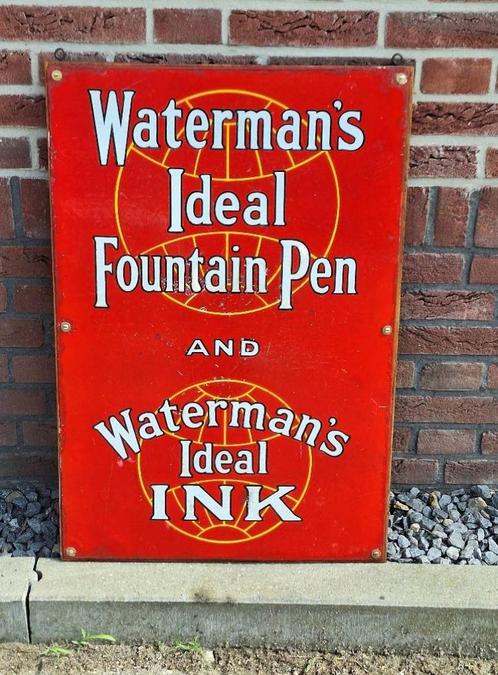 Waterman's
Ideal
Fountain Pen
AND
Waterman's
Ideal
INK